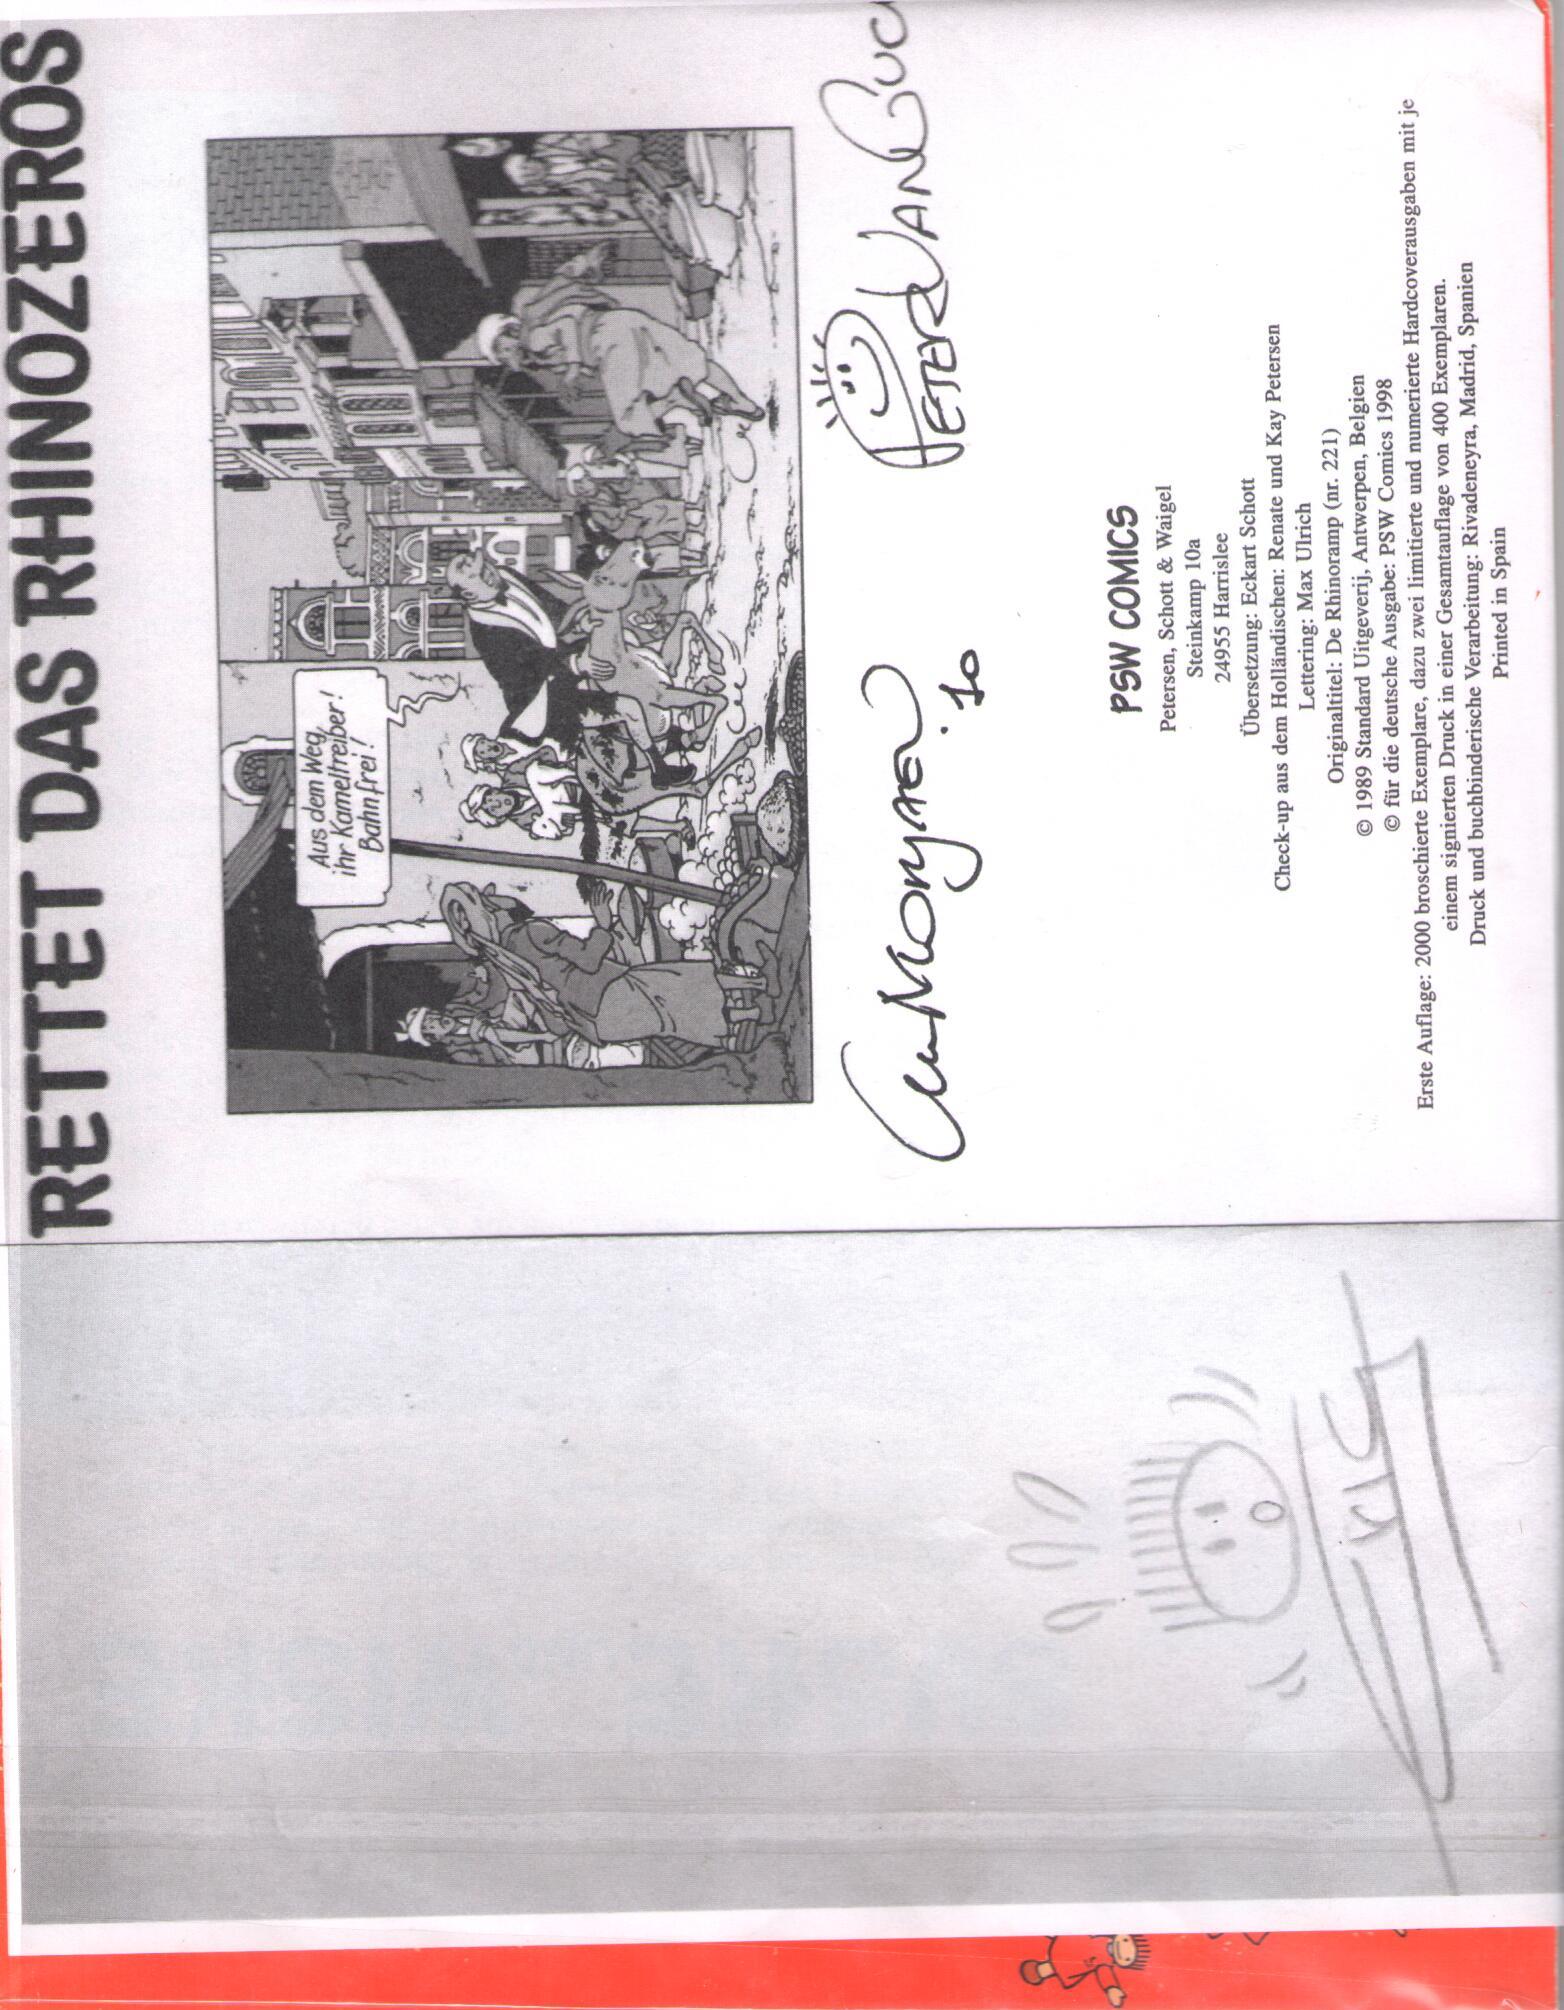 RETTET DAS RHINOZEROS
Aus dem Weg,
ihr Kameltreiber!
Bahn frei!
PETER VAN GUC
PSW COMICS
Petersen, Schott & Waigel
Steinkamp 10a
24955 Harrislee
Übersetzung: Eckart Schott
Check-up aus dem Holländischen: Renate und Kay Petersen
Lettering: Max Ulrich
Originaltitel: De Rhinoramp (nr. 221)
© 1989 Standard Uitgeverij, Antwerpen, Belgien
© für die deutsche Ausgabe: PSW Comics 1998
Erste Auflage: 2000 broschierte Exemplare, dazu zwei limitierte und numerierte Hardcoverausgaben mit je
einem signierten Druck in einer Gesamtauflage von 400 Exemplaren.
Druck und buchbinderische Verarbeitung: Rivadeneyra, Madrid, Spanien
Printed in Spain